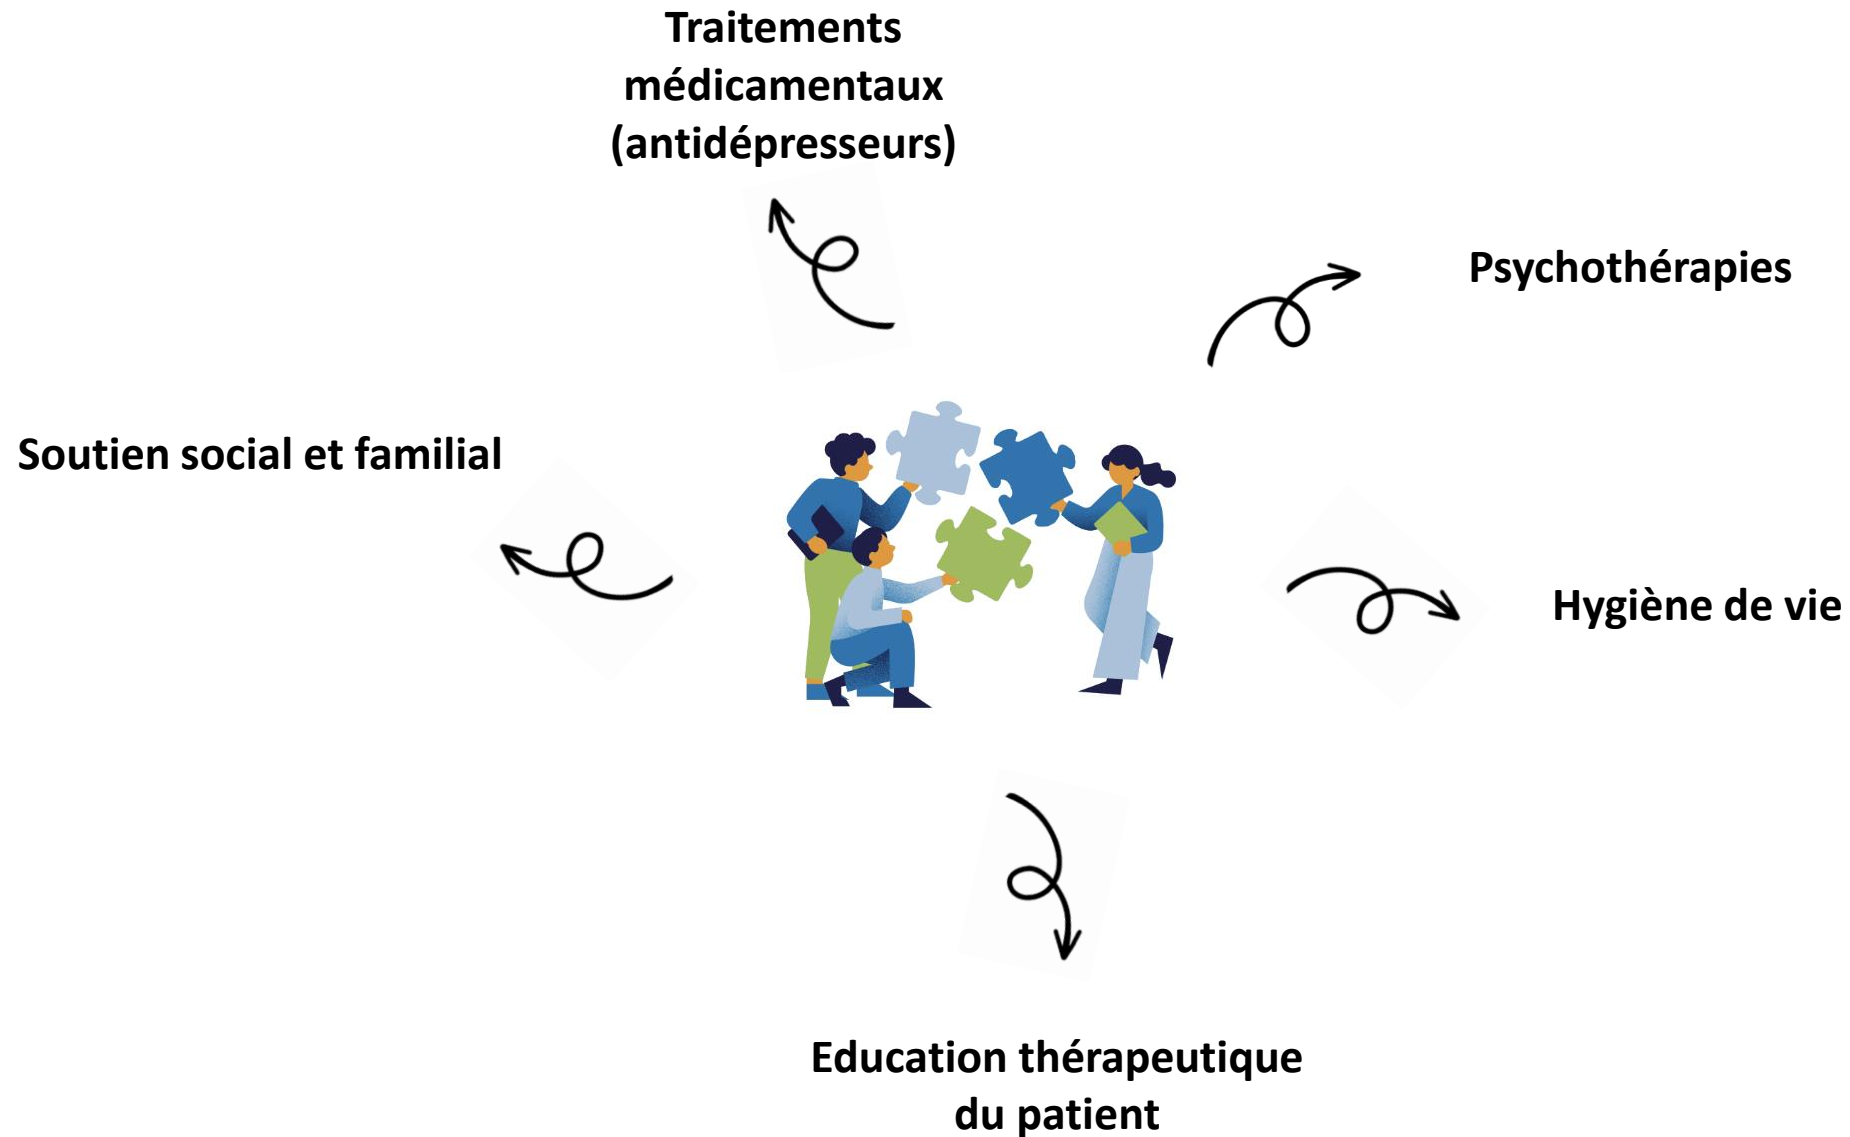 Traitements
médicamentaux
(antidépresseurs)
Psychothérapies
Soutien social et familial
Hygiène de vie
Education thérapeutique
du patient